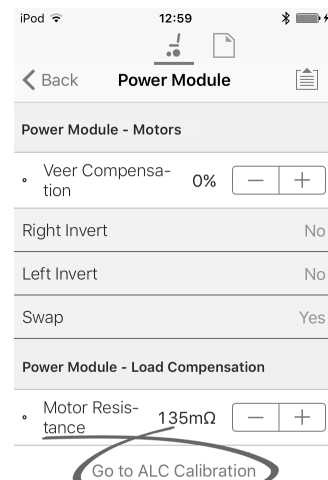 iPod 12:59
Back Power Module
Power Module - Motors
Veer Compensa-
tion 0% − +
Right Invert No
Left Invert No
Swap Yes
Power Module - Load Compensation
Motor Resis-
tance 135mΩ − +
Go to ALC Calibration